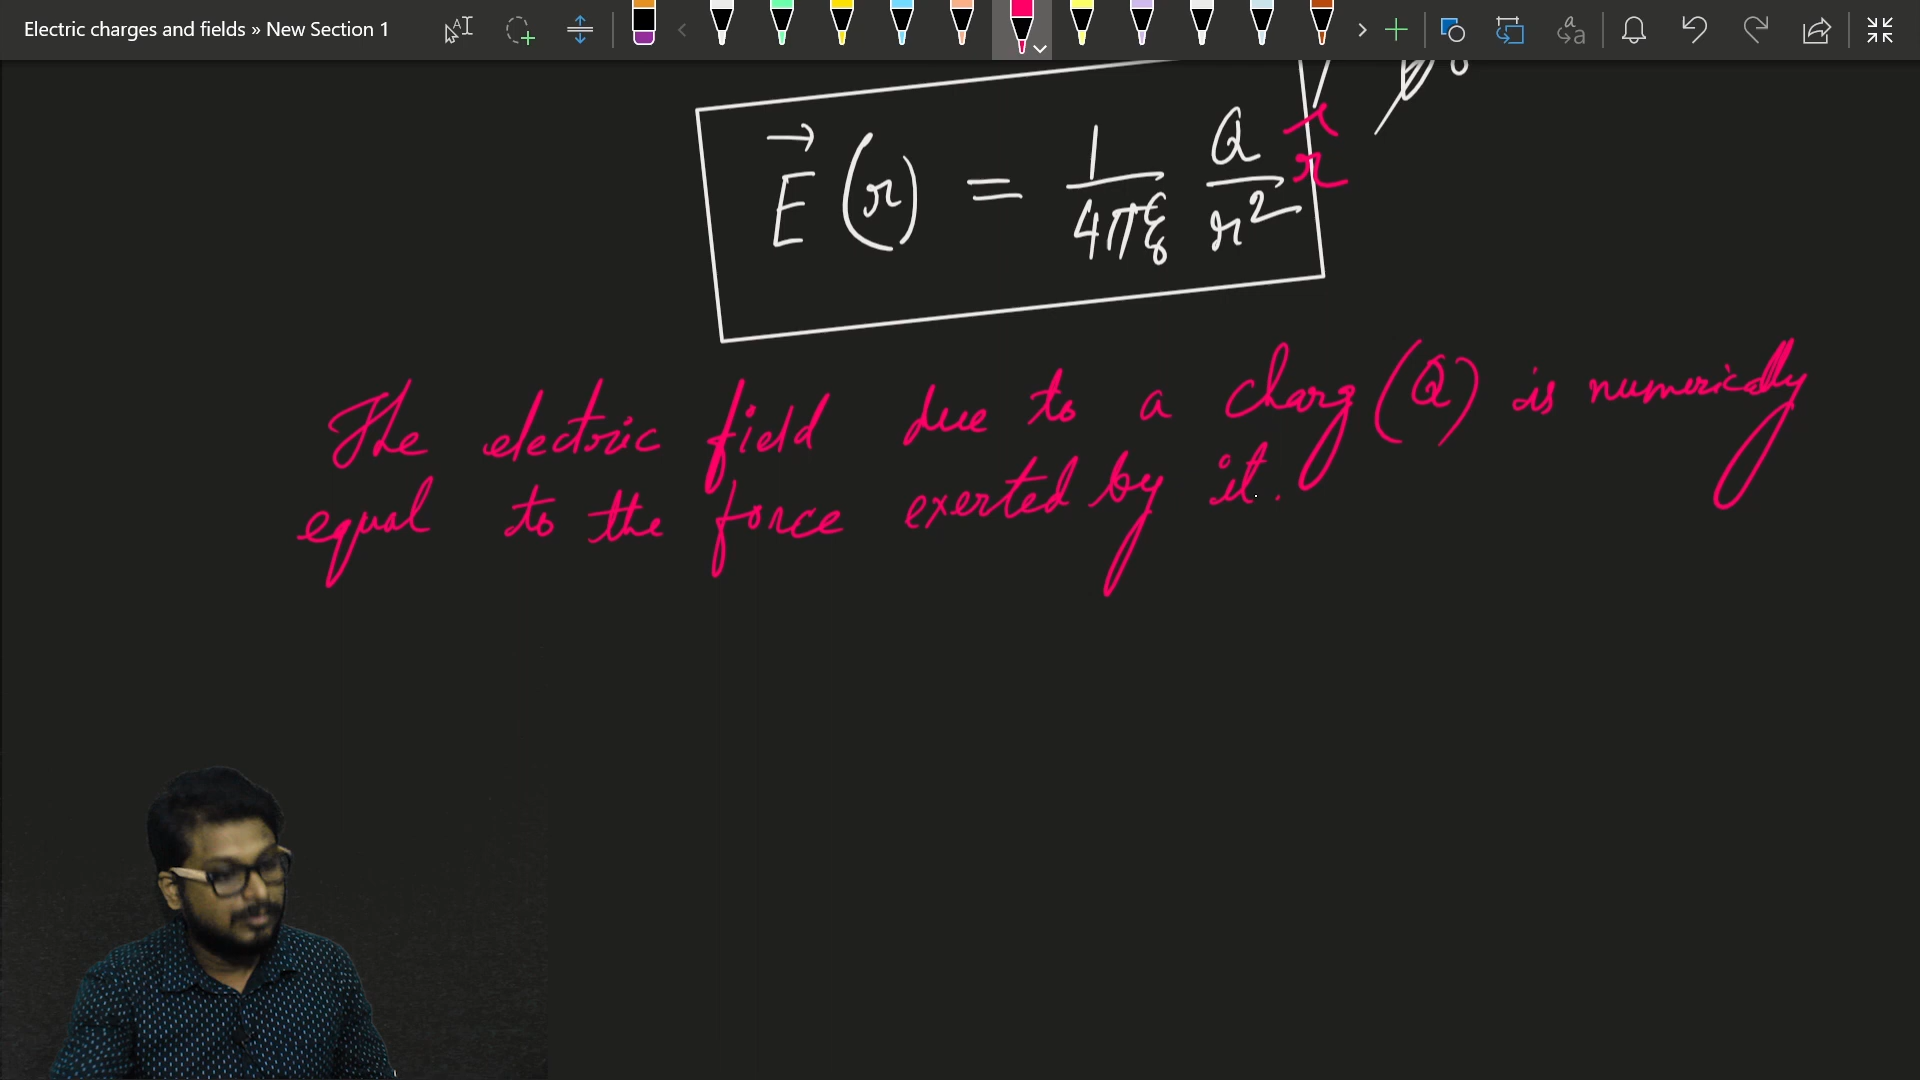 Electric charges and fields » New Section 1
E⃗ (r) = 1/4πε₀ Q/r² r̂
The electric field due to a charg (Q) is numerically
equal to the force exerted by it.